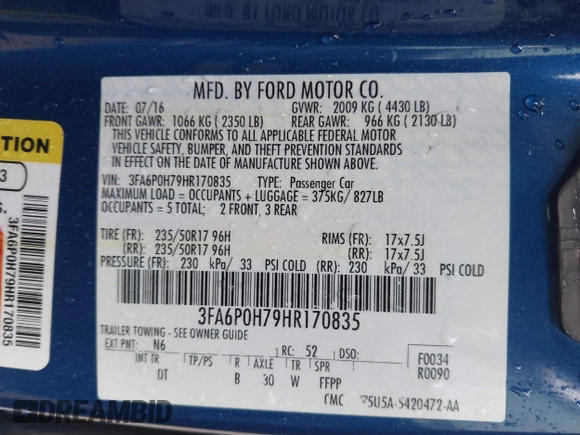 MFD. BY FORD MOTOR CO.
DATE: 07/16 GVWR: 2009 KG ( 4430 LB)
FRONT GAWR: 1066 KG ( 2350 LB) REAR GAWR: 966 KG ( 2130 LB)
THIS VEHICLE CONFORMS TO ALL APPLICABLE FEDERAL MOTOR
VEHICLE SAFETY, BUMPER, AND THEFT PREVENTION STANDARDS
IN EFFECT ON THE DATE OF MANUFACTURE SHOWN ABOVE.
VIN: 3FA6P0H79HR170835 TYPE: Passenger Car
MAXIMUM LOAD = OCCUPANTS + LUGGAGE = 375KG/ 827LB
OCCUPANTS = 5 TOTAL; 2 FRONT, 3 REAR
TIRE (FR): 235/50R17 96H RIMS (FR): 17x7.5J
(RR): 235/50R17 96H (RR): 17x7.5J
PRESSURE (FR): 230 kPa/ 33 PSI COLD (RR): 230 kPa/ 33 PSI COLD
3FA6P0H79HR170835
TRAILER TOWING - SEE OWNER GUIDE
EXT PNT: N6 RC: 52 DSO: F0034
INT TR TP/PS R AXLE TR SPR R0090
DT B 30 W FFPP
CMC 75U5A-5420472-AA
TION
3
S.
3FA6P0H79HR170835
DREAMBID